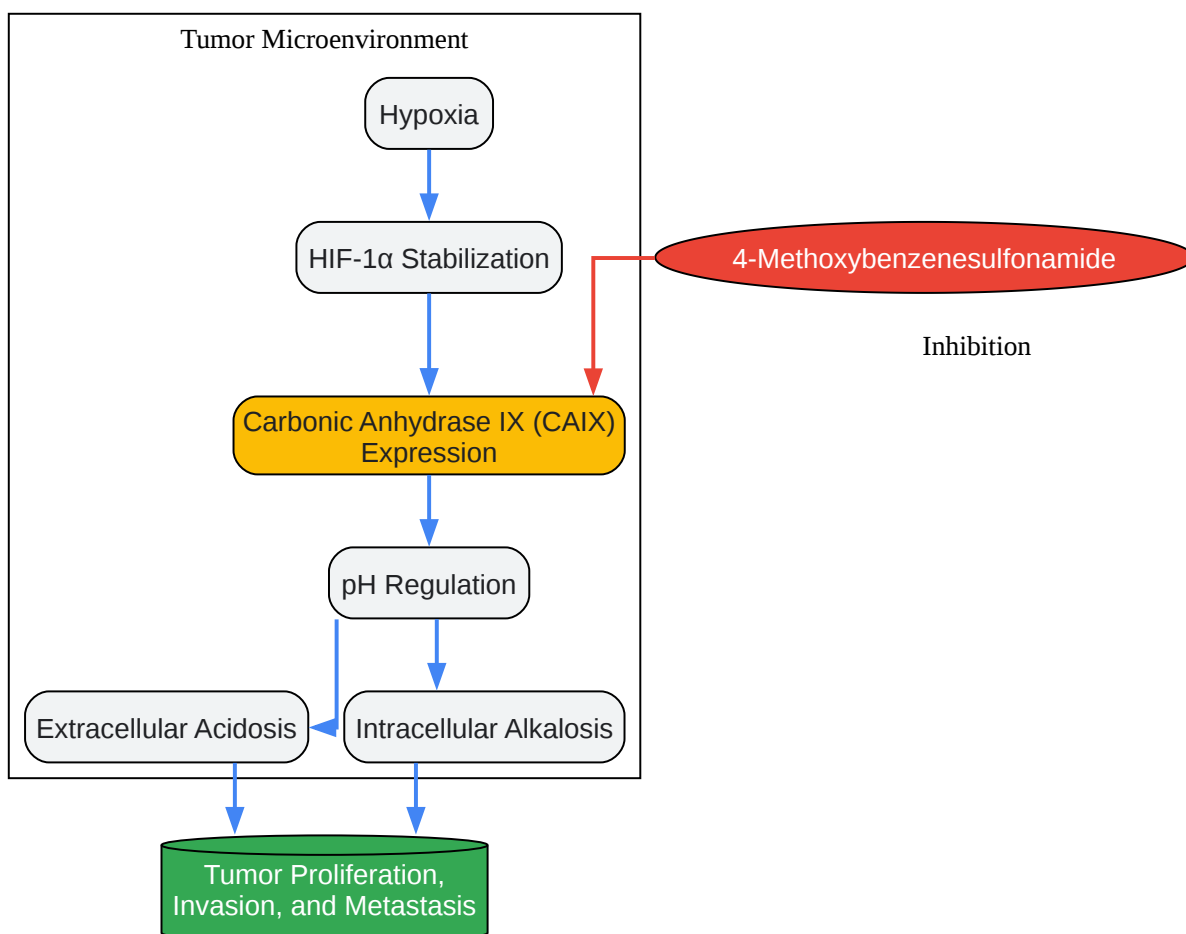 Tumor Microenvironment
Hypoxia
HIF-1α Stabilization
4-Methoxybenzenesulfonamide
Inhibition
Carbonic Anhydrase IX (CAIX)
Expression
pH Regulation
Extracellular Acidosis
Intracellular Alkalosis
Tumor Proliferation,
Invasion, and Metastasis